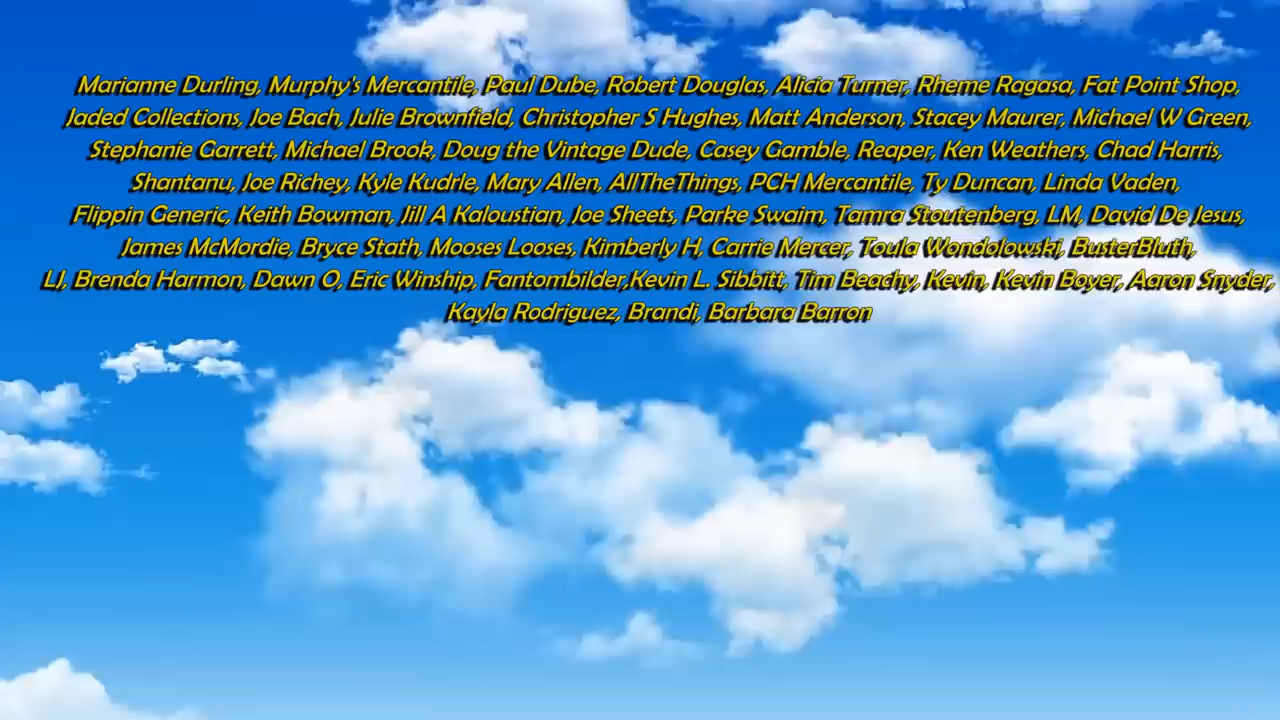 Marianne Durling, Murphy's Mercantile, Paul Dube, Robert Douglas, Alicia Turner, Rheme Ragasa, Fat Point Shop,
Jaded Collections, Joe Bach, Julie Brownfield, Christopher S Hughes, Matt Anderson, Stacey Maurer, Michael W Green,
Stephanie Garrett, Michael Brook, Doug the Vintage Dude, Casey Gamble, Reaper, Ken Weathers, Chad Harris,
Shantanu, Joe Richey, Kyle Kudrle, Mary Allen, AllTheThings, PCH Mercantile, Ty Duncan, Linda Vaden,
Flippin Generic, Keith Bowman, Jill A Kaloustian, Joe Sheets, Parke Swaim, Tamra Stoutenberg, LM, David De Jesus,
James McMordie, Bryce Stath, Mooses Looses, Kimberly H, Carrie Mercer, Toula Wondolowski, BusterBluth,
LJ, Brenda Harmon, Dawn O, Eric Winship, Fantombilder,Kevin L. Sibbitt, Tim Beachy, Kevin, Kevin Boyer, Aaron Snyder,
Kayla Rodriguez, Brandi, Barbara Barron